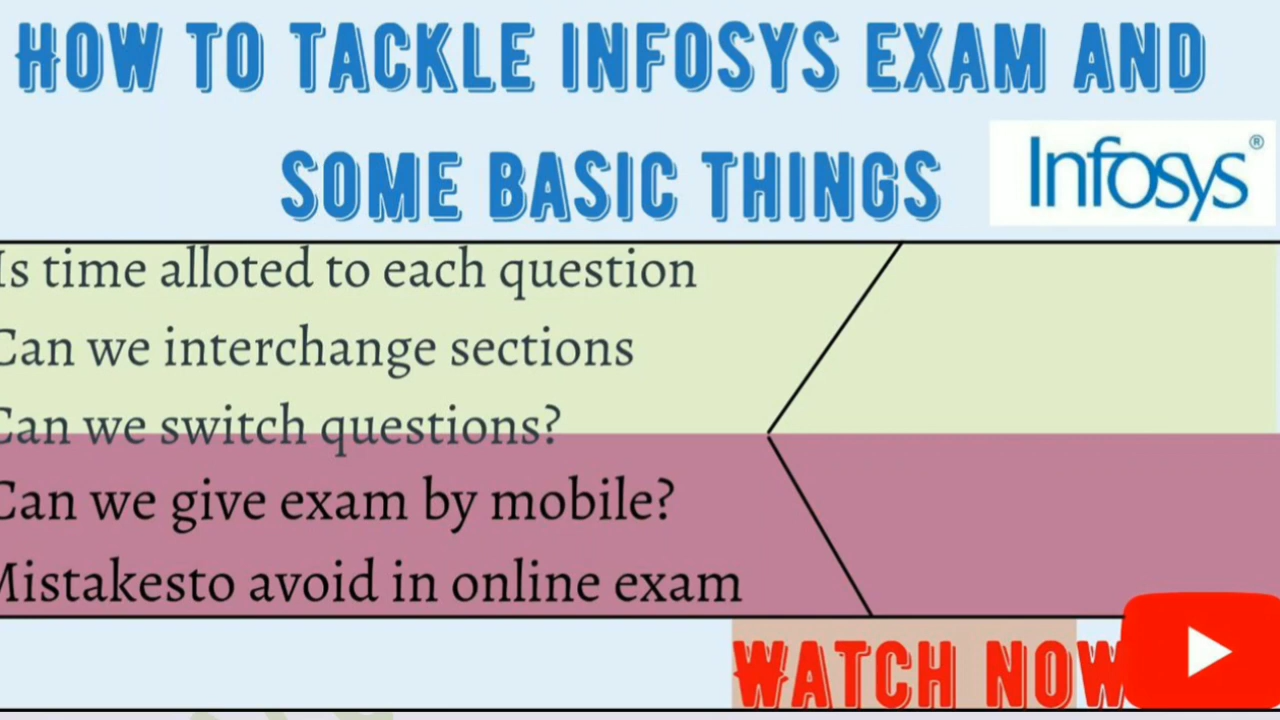 HOW TO TACKLE INFOSYS EXAM AND
SOME BASIC THINGS
Infosys®
Is time alloted to each question
Can we interchange sections
Can we switch questions?
Can we give exam by mobile?
Mistakesto avoid in online exam
WATCH NOW